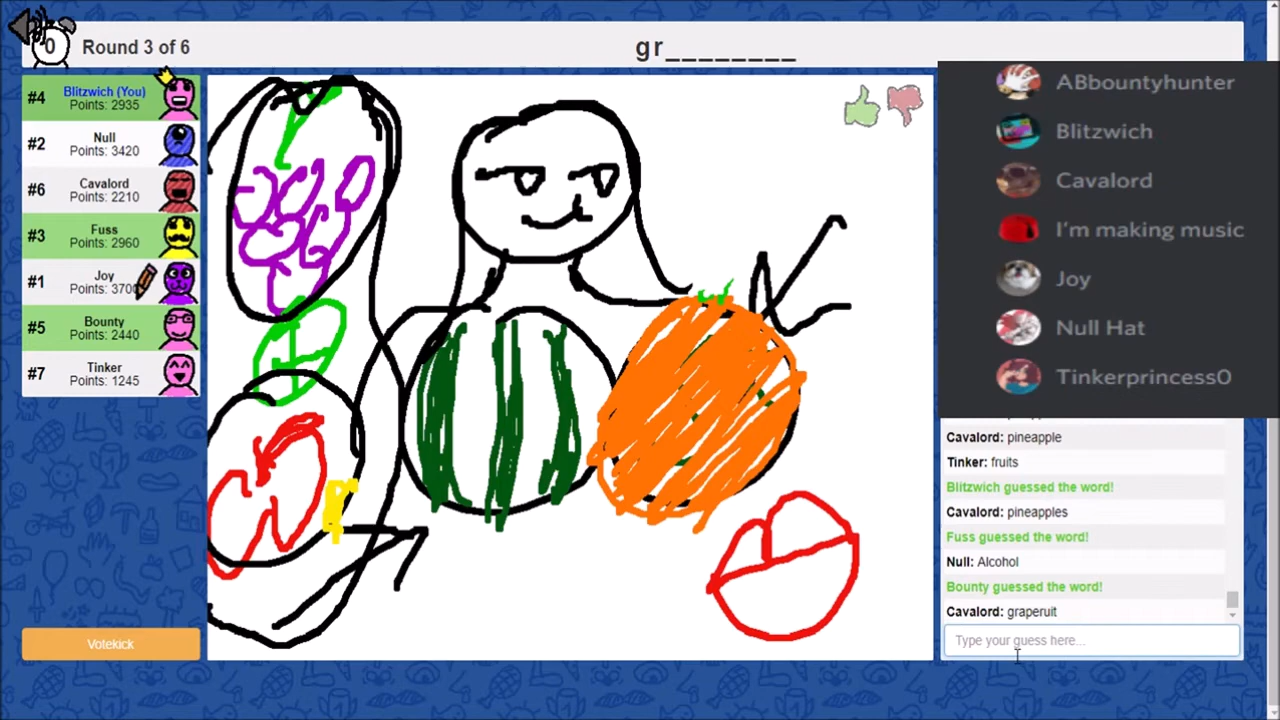 0
Round 3 of 6
gr________
#4 Blitzwich (You)
Points: 2935
#2 Null
Points: 3420
#6 Cavalord
Points: 2210
#3 Fuss
Points: 2960
#1 Joy
Points: 3700
#5 Bounty
Points: 2440
#7 Tinker
Points: 1245
Votekick
ABbountyhunter
Blitzwich
Cavalord
I'm making music
Joy
Null Hat
Tinkerprincess0
Cavalord: pineapple
Tinker: fruits
Blitzwich guessed the word!
Cavalord: pineapples
Fuss guessed the word!
Null: Alcohol
Bounty guessed the word!
Cavalord: graperuit
Type your guess here...